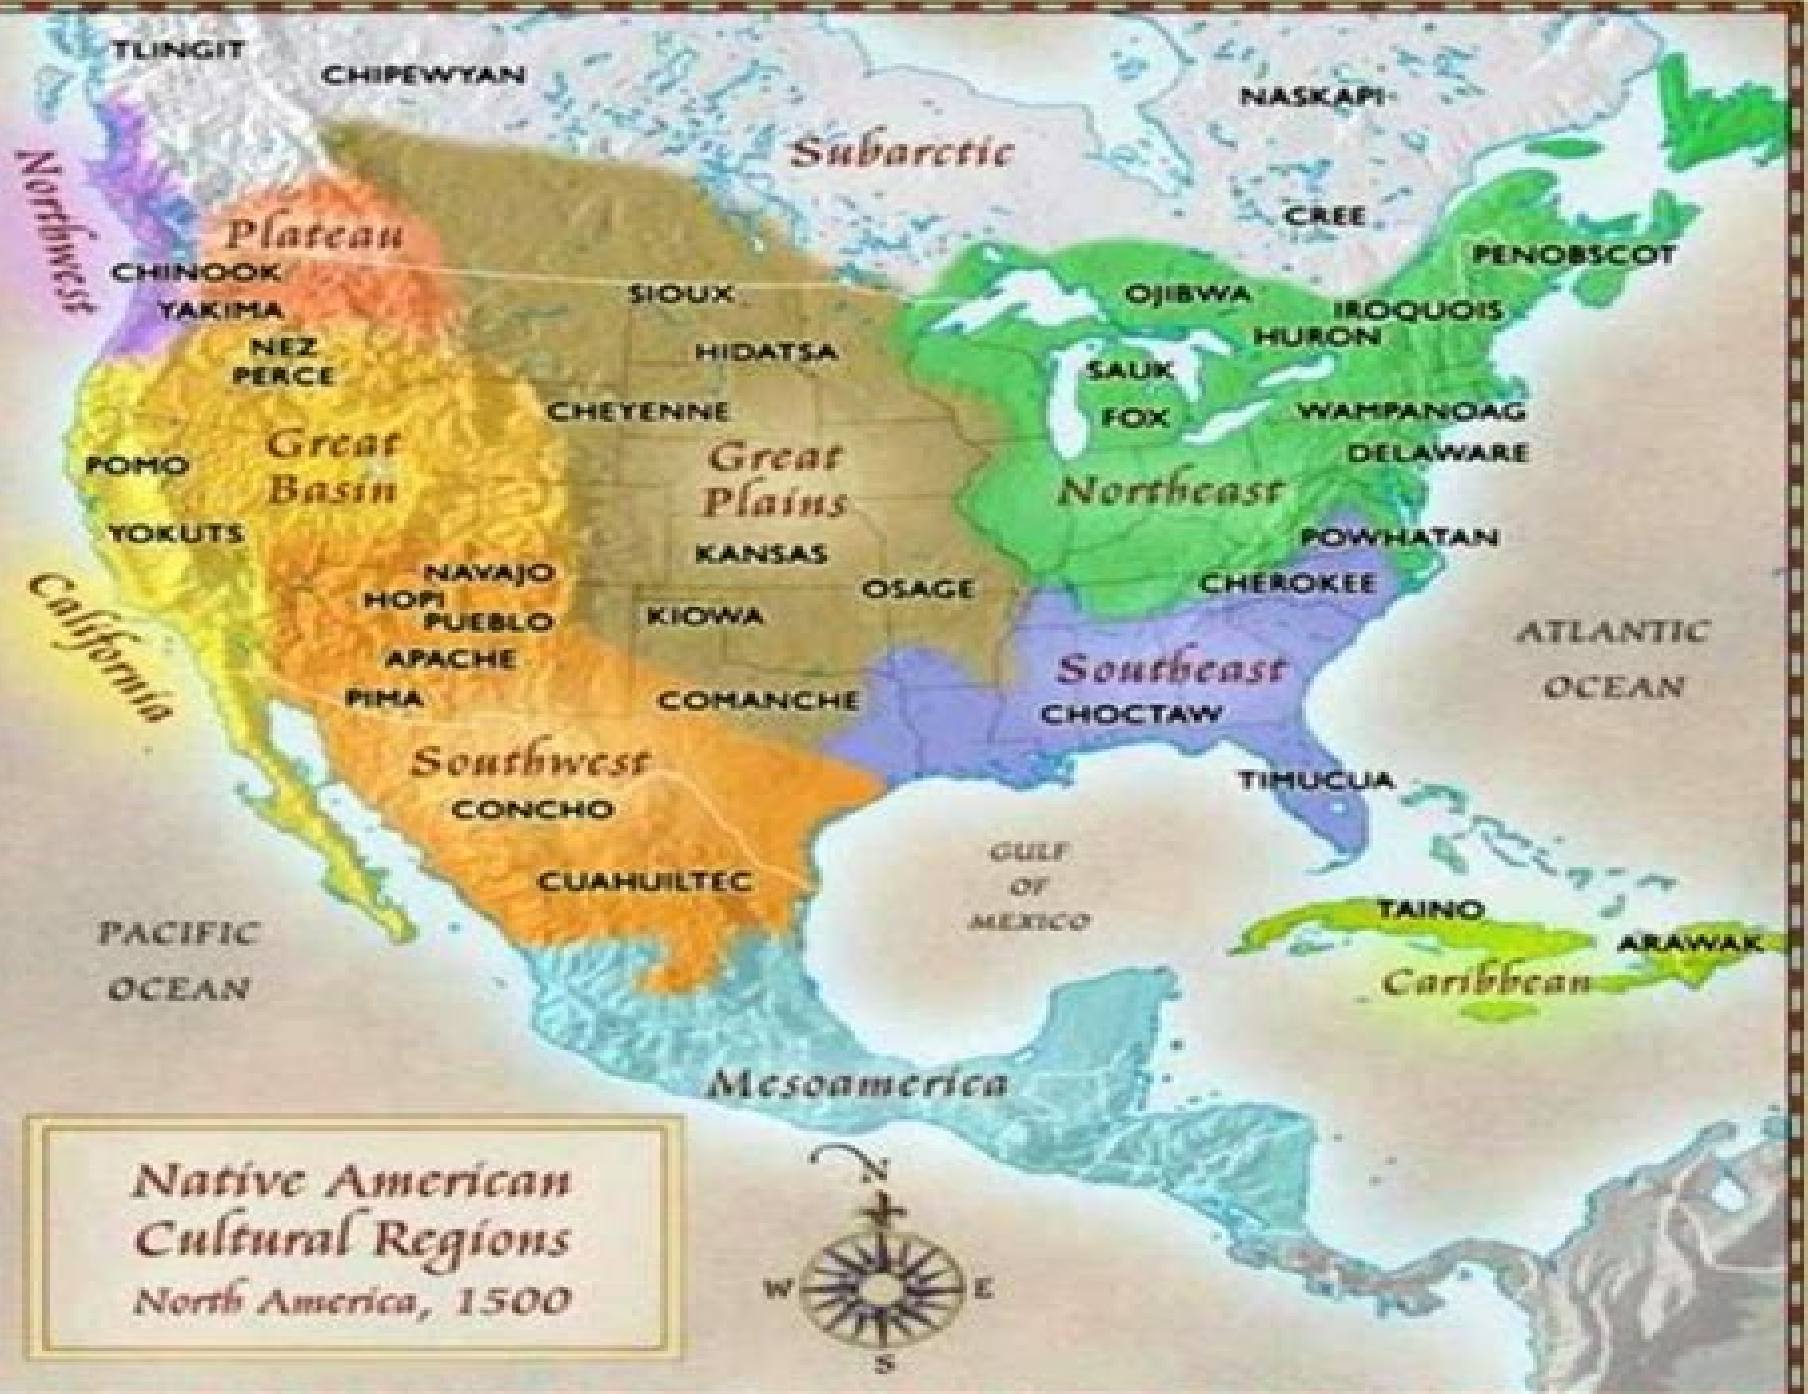 TLINGIT
CHIPEWYAN
NASKAPI
Subarctic
CREE
Northwest
Plateau
PENOBSCOT
CHINOOK
SIOUX
OJIBWA
YAKIMA
IROQUOIS
HURON
NEZ
PERCE
HIDATSA
SAUK
CHEYENNE
FOX
WAMPANOAG
Great
Basin
Great
Plains
DELAWARE
POMO
Northeast
YOKUTS
POWHATAN
KANSAS
NAVAJO
CHEROKEE
OSAGE
HOPI
PUEBLO
KIOWA
California
ATLANTIC
OCEAN
APACHE
Southeast
PIMA
COMANCHE
CHOCTAW
Southwest
TIMUCUA
CONCHO
GULF
OF
MEXICO
CUAHUILTEC
TAINO
PACIFIC
OCEAN
ARAWAK
Caribbean
Mesoamerica
Native American
Cultural Regions
North America, 1500
N
W
E
S